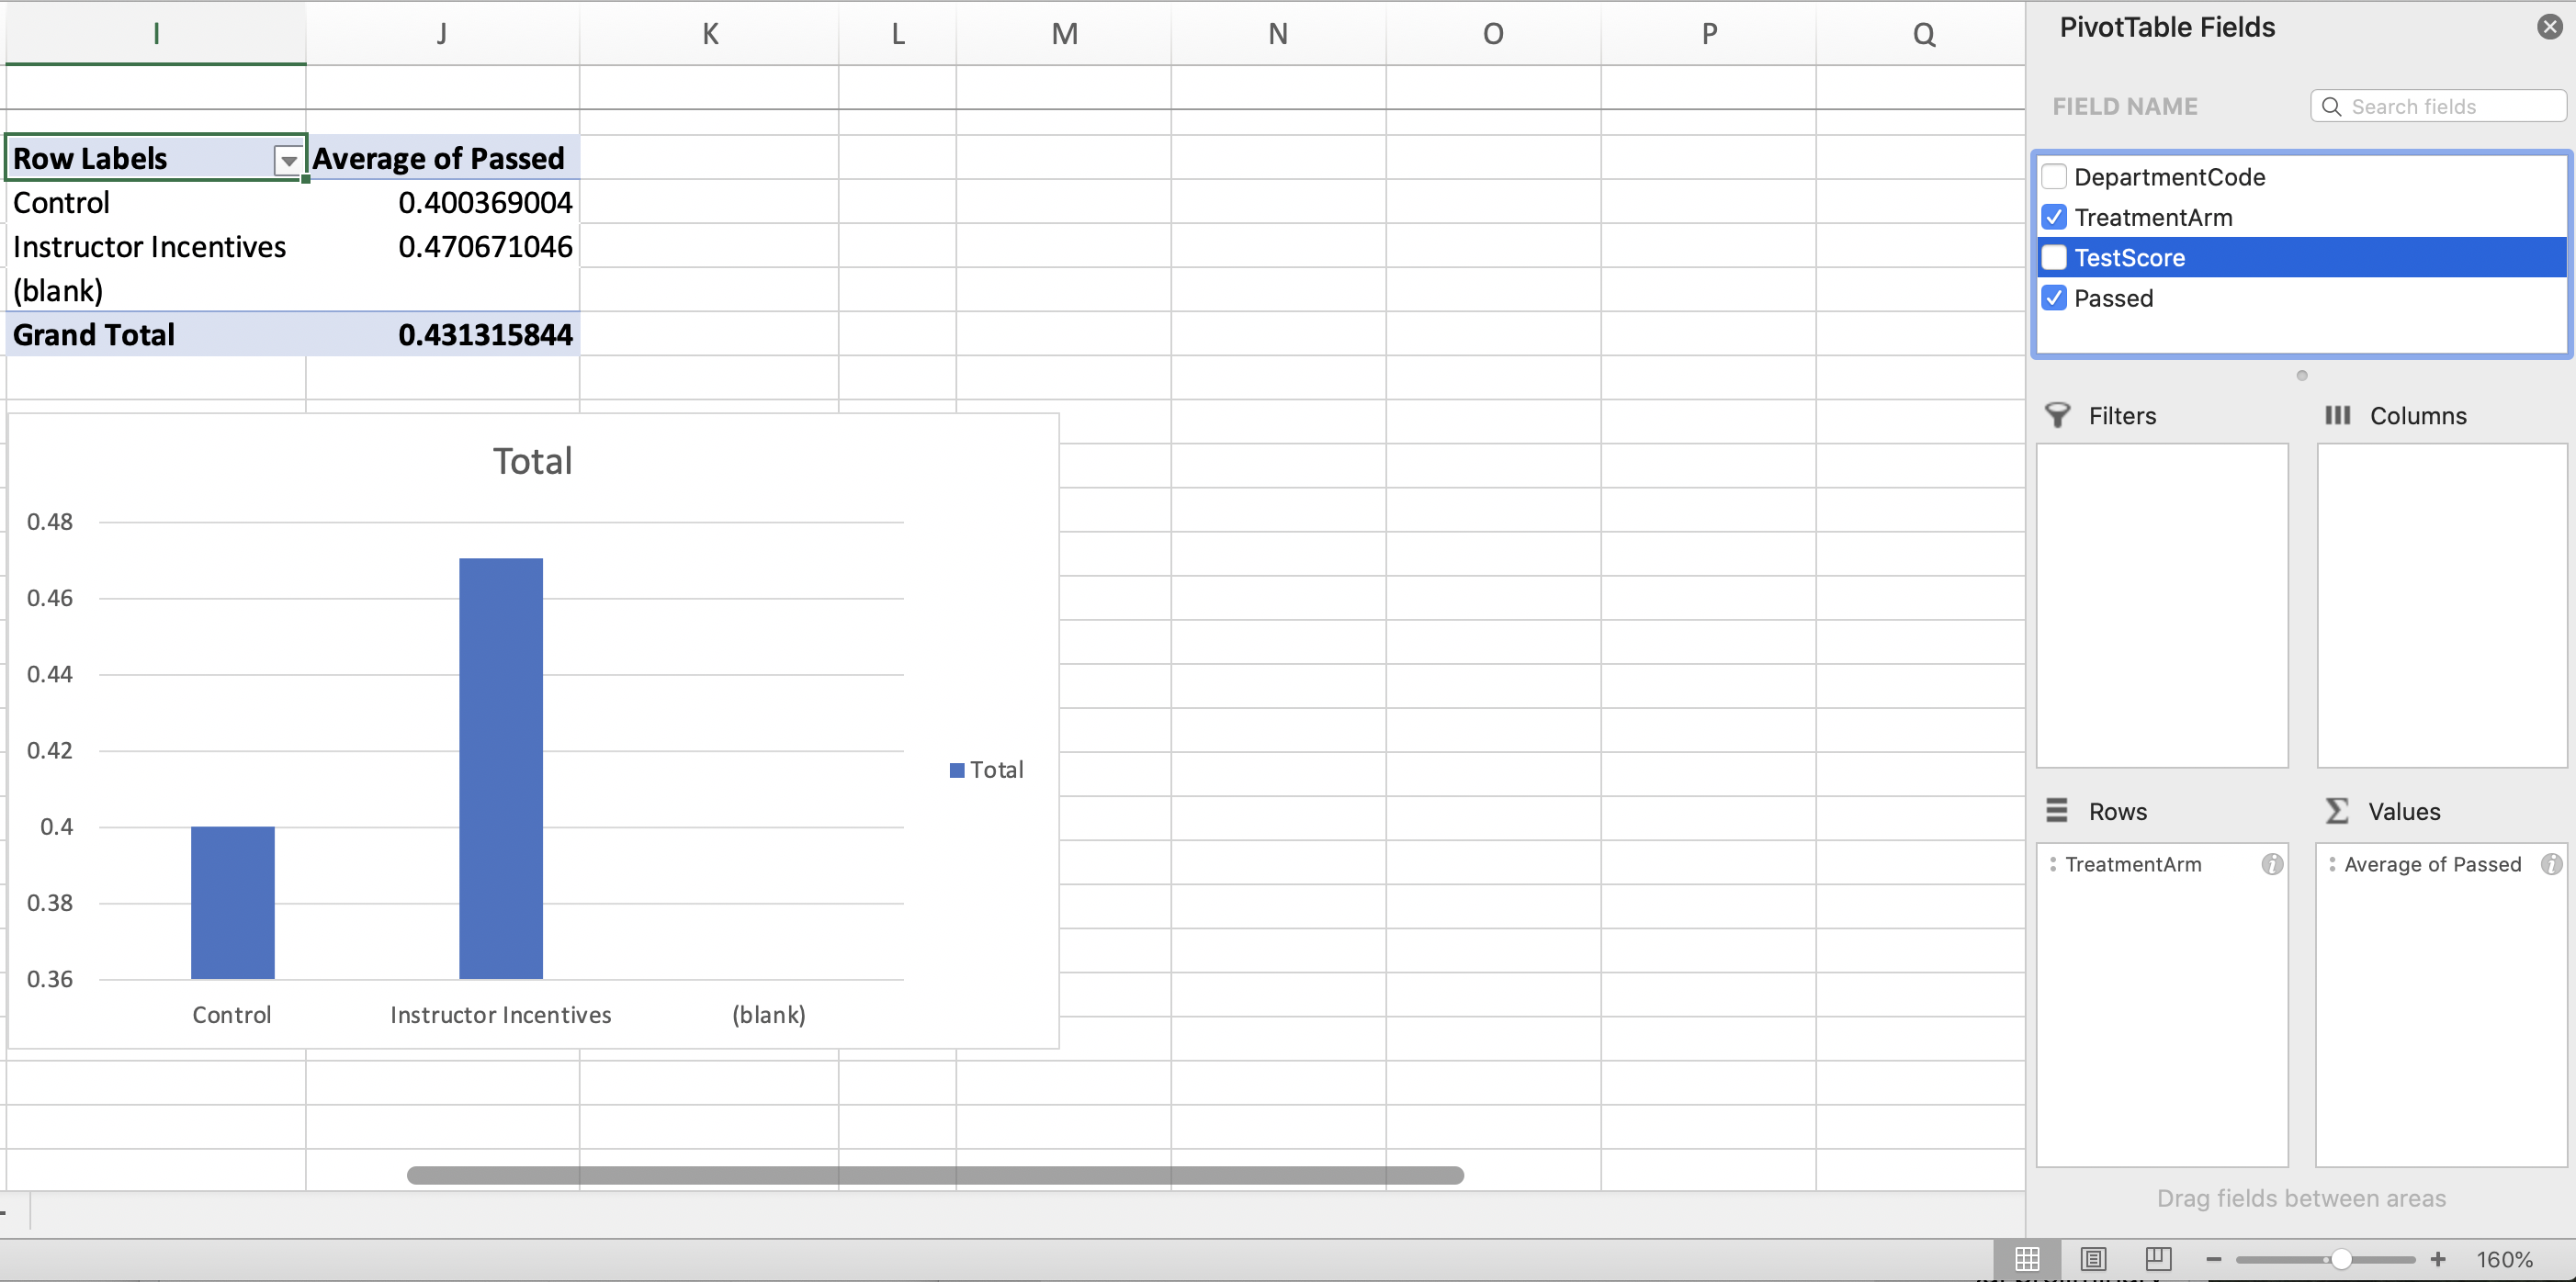 I J K L M N O P Q
PivotTable Fields
FIELD NAME
Search fields
DepartmentCode
TreatmentArm
TestScore
Passed
Row Labels Average of Passed
Control 0.400369004
Instructor Incentives 0.470671046
(blank)
Grand Total 0.431315844
Total
0.48
0.46
0.44
0.42
0.4
0.38
0.36
Control Instructor Incentives (blank)
Total
Filters Columns
Rows Values
TreatmentArm Average of Passed
Drag fields between areas
160%